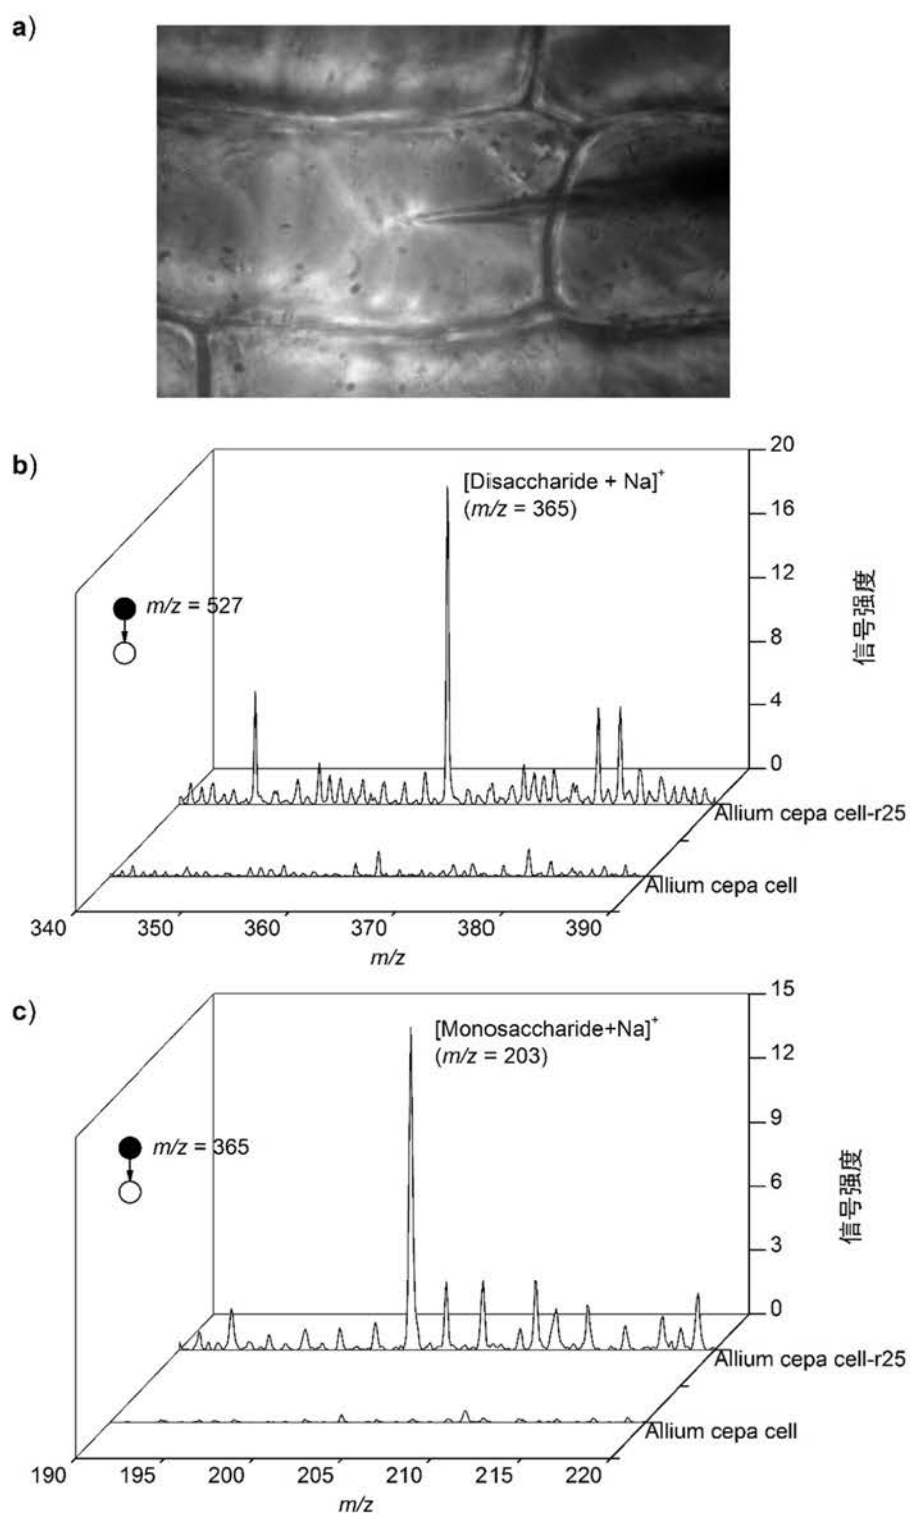 a)
b)
[Disaccharide + Na]⁺
(m/z = 365)
m/z = 527
20
16
12
8
4
0
信号强度
Allium cepa cell-r25
Allium cepa cell
340 350 360 370 380 390
m/z
c)
[Monosaccharide+Na]⁺
(m/z = 203)
m/z = 365
15
12
9
6
3
0
信号强度
Allium cepa cell-r25
Allium cepa cell
190 195 200 205 210 215 220
m/z